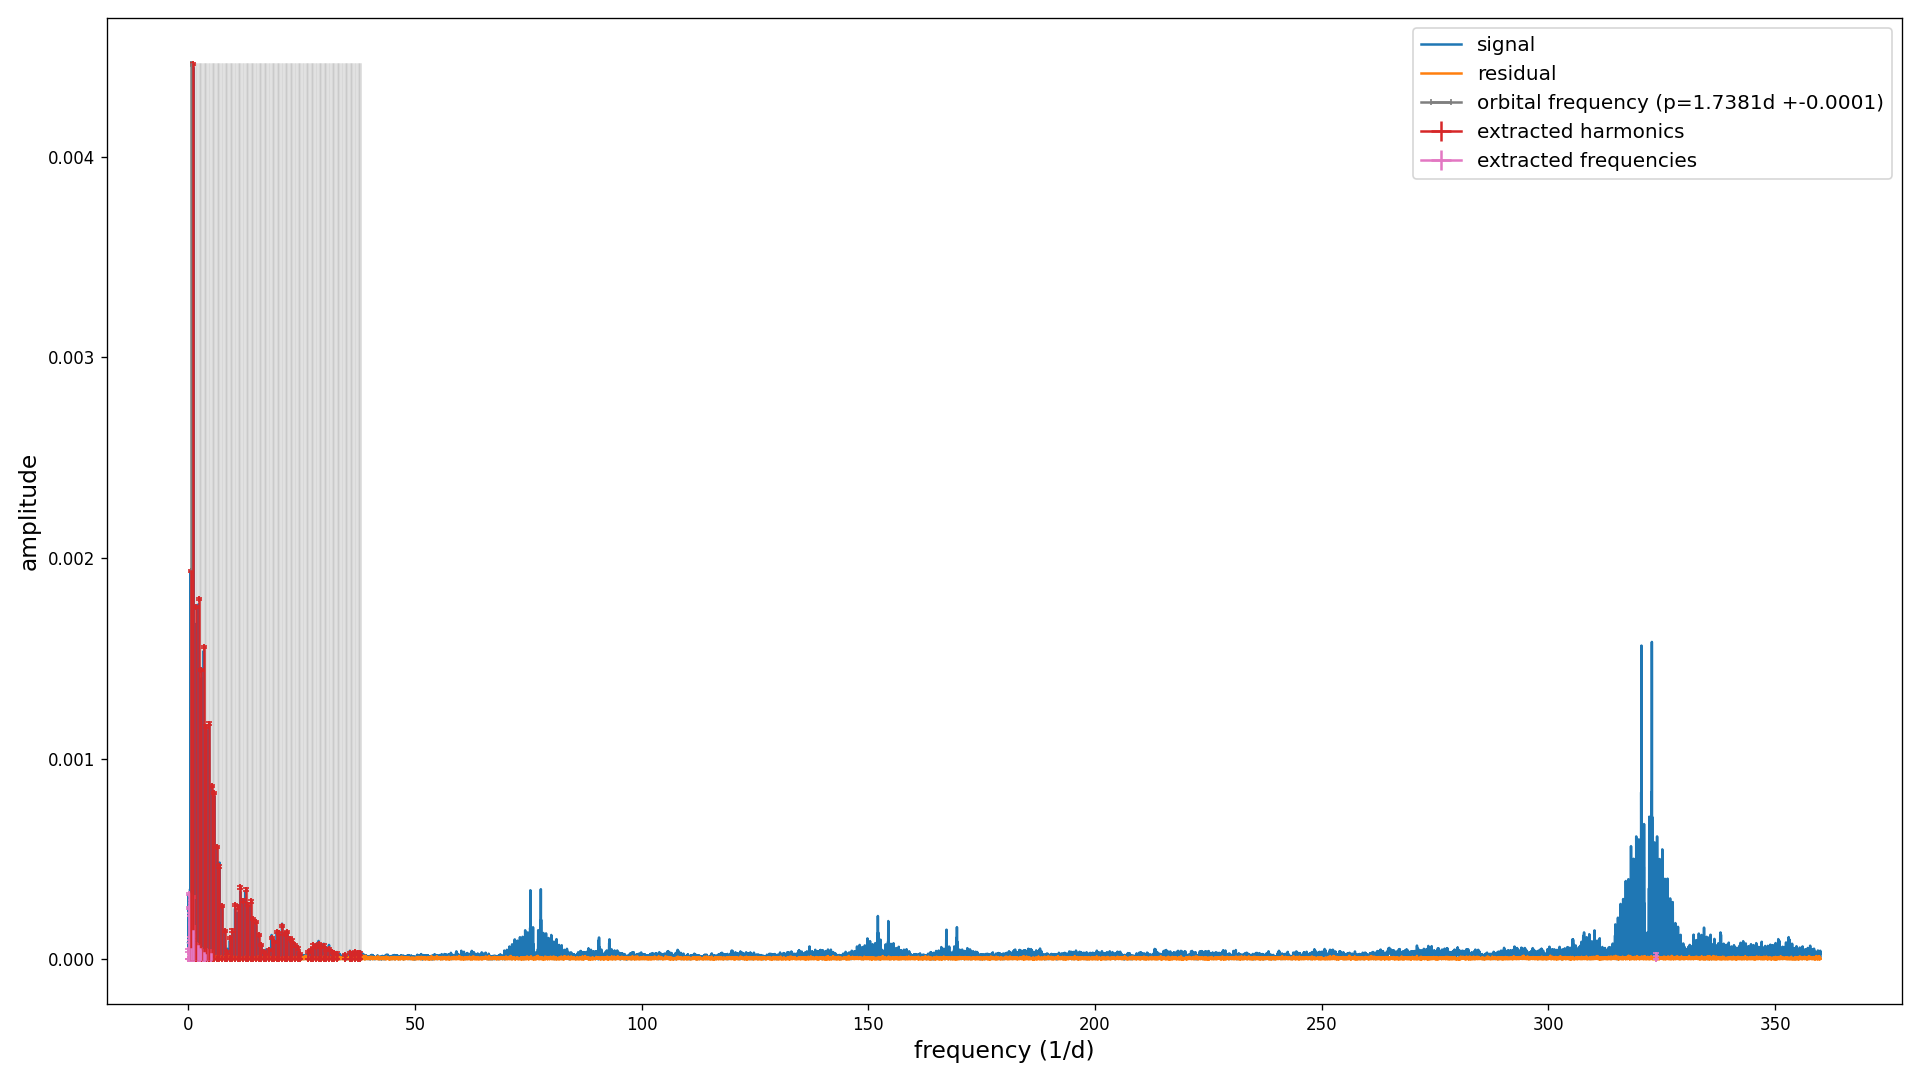 signal
residual
orbital frequency (p=1.7381d +-0.0001)
extracted harmonics
extracted frequencies
amplitude
0.004
0.003
0.002
0.001
0.000
0 50 100 150 200 250 300 350
frequency (1/d)